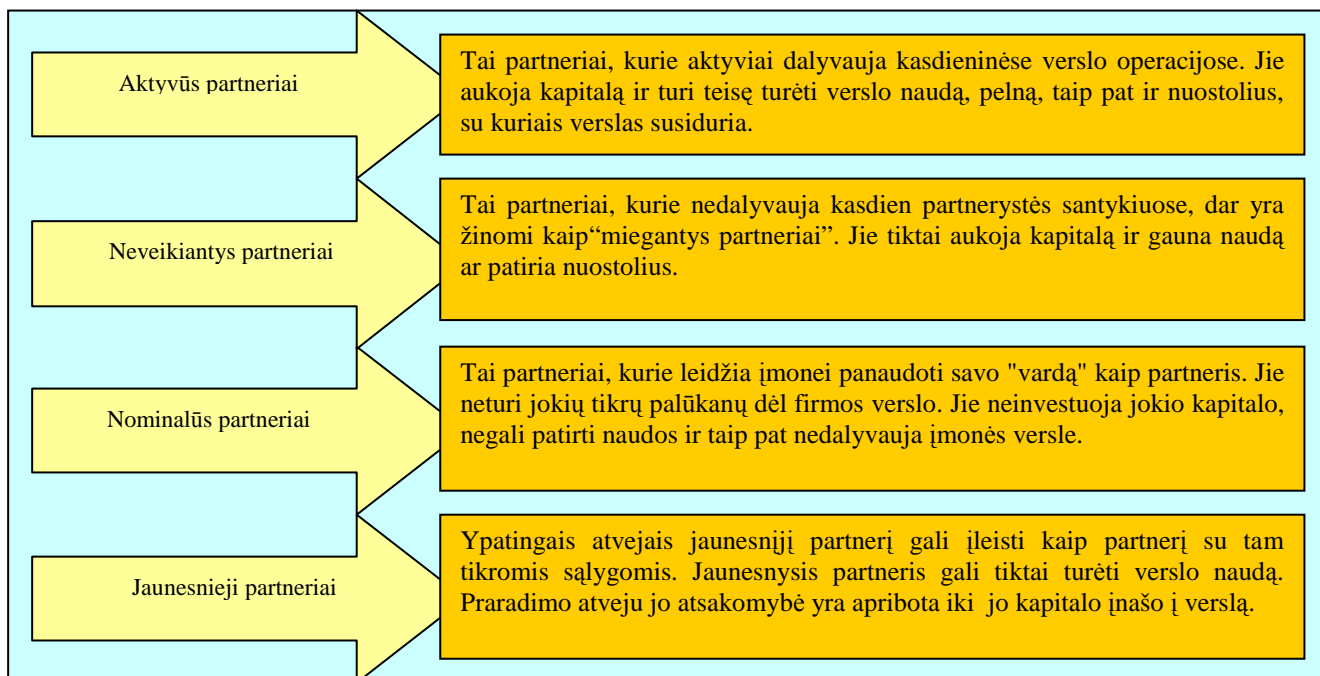 Aktyvūs partneriai
Tai partneriai, kurie aktyviai dalyvauja kasdieninėse verslo operacijose. Jie
aukoja kapitalą ir turi teisę turėti verslo naudą, pelną, taip pat ir nuostolius,
su kuriais verslas susiduria.
Neveikiantys partneriai
Tai partneriai, kurie nedalyvauja kasdien partnerystės santykiuose, dar yra
žinomi kaip“miegantys partneriai”. Jie tiktai aukoja kapitalą ir gauna naudą
ar patiria nuostolius.
Nominalūs partneriai
Tai partneriai, kurie leidžia įmonei panaudoti savo "vardą" kaip partneris. Jie
neturi jokių tikrų palūkanų dėl firmos verslo. Jie neinvestuoja jokio kapitalo,
negali patirti naudos ir taip pat nedalyvauja įmonės versle.
Jaunesnieji partneriai
Ypatingais atvejais jaunesnįjį partnerį gali įleisti kaip partnerį su tam
tikromis sąlygomis. Jaunesnysis partneris gali tiktai turėti verslo naudą.
Praradimo atveju jo atsakomybė yra apribota iki jo kapitalo įnašo į verslą.